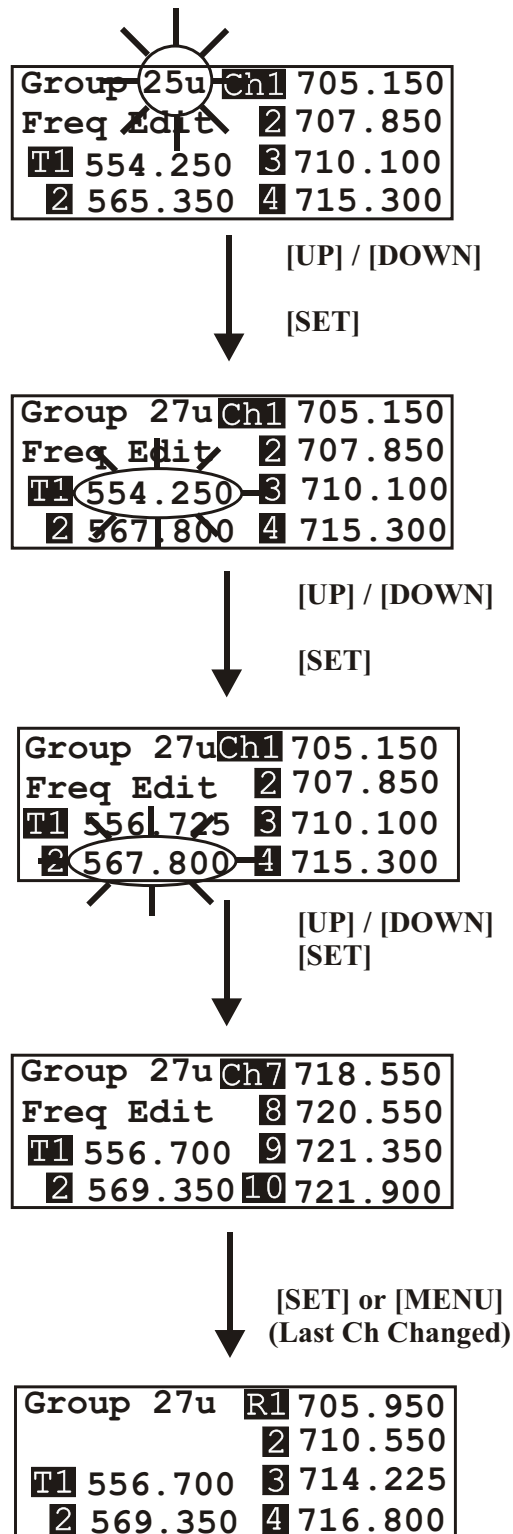 Group 25u Ch1 705.150
Freq Edit 2 707.850
T1 554.250 3 710.100
2 565.350 4 715.300
[UP] / [DOWN]
[SET]
Group 27u Ch1 705.150
Freq Edit 2 707.850
T1 554.250 3 710.100
2 567.800 4 715.300
[UP] / [DOWN]
[SET]
Group 27u Ch1 705.150
Freq Edit 2 707.850
T1 556.725 3 710.100
2 567.800 4 715.300
[UP] / [DOWN]
[SET]
Group 27u Ch7 718.550
Freq Edit 8 720.550
T1 556.700 9 721.350
2 569.350 10 721.900
[SET] or [MENU]
(Last Ch Changed)
Group 27u R1 705.950
2 710.550
T1 556.700 3 714.225
2 569.350 4 716.800